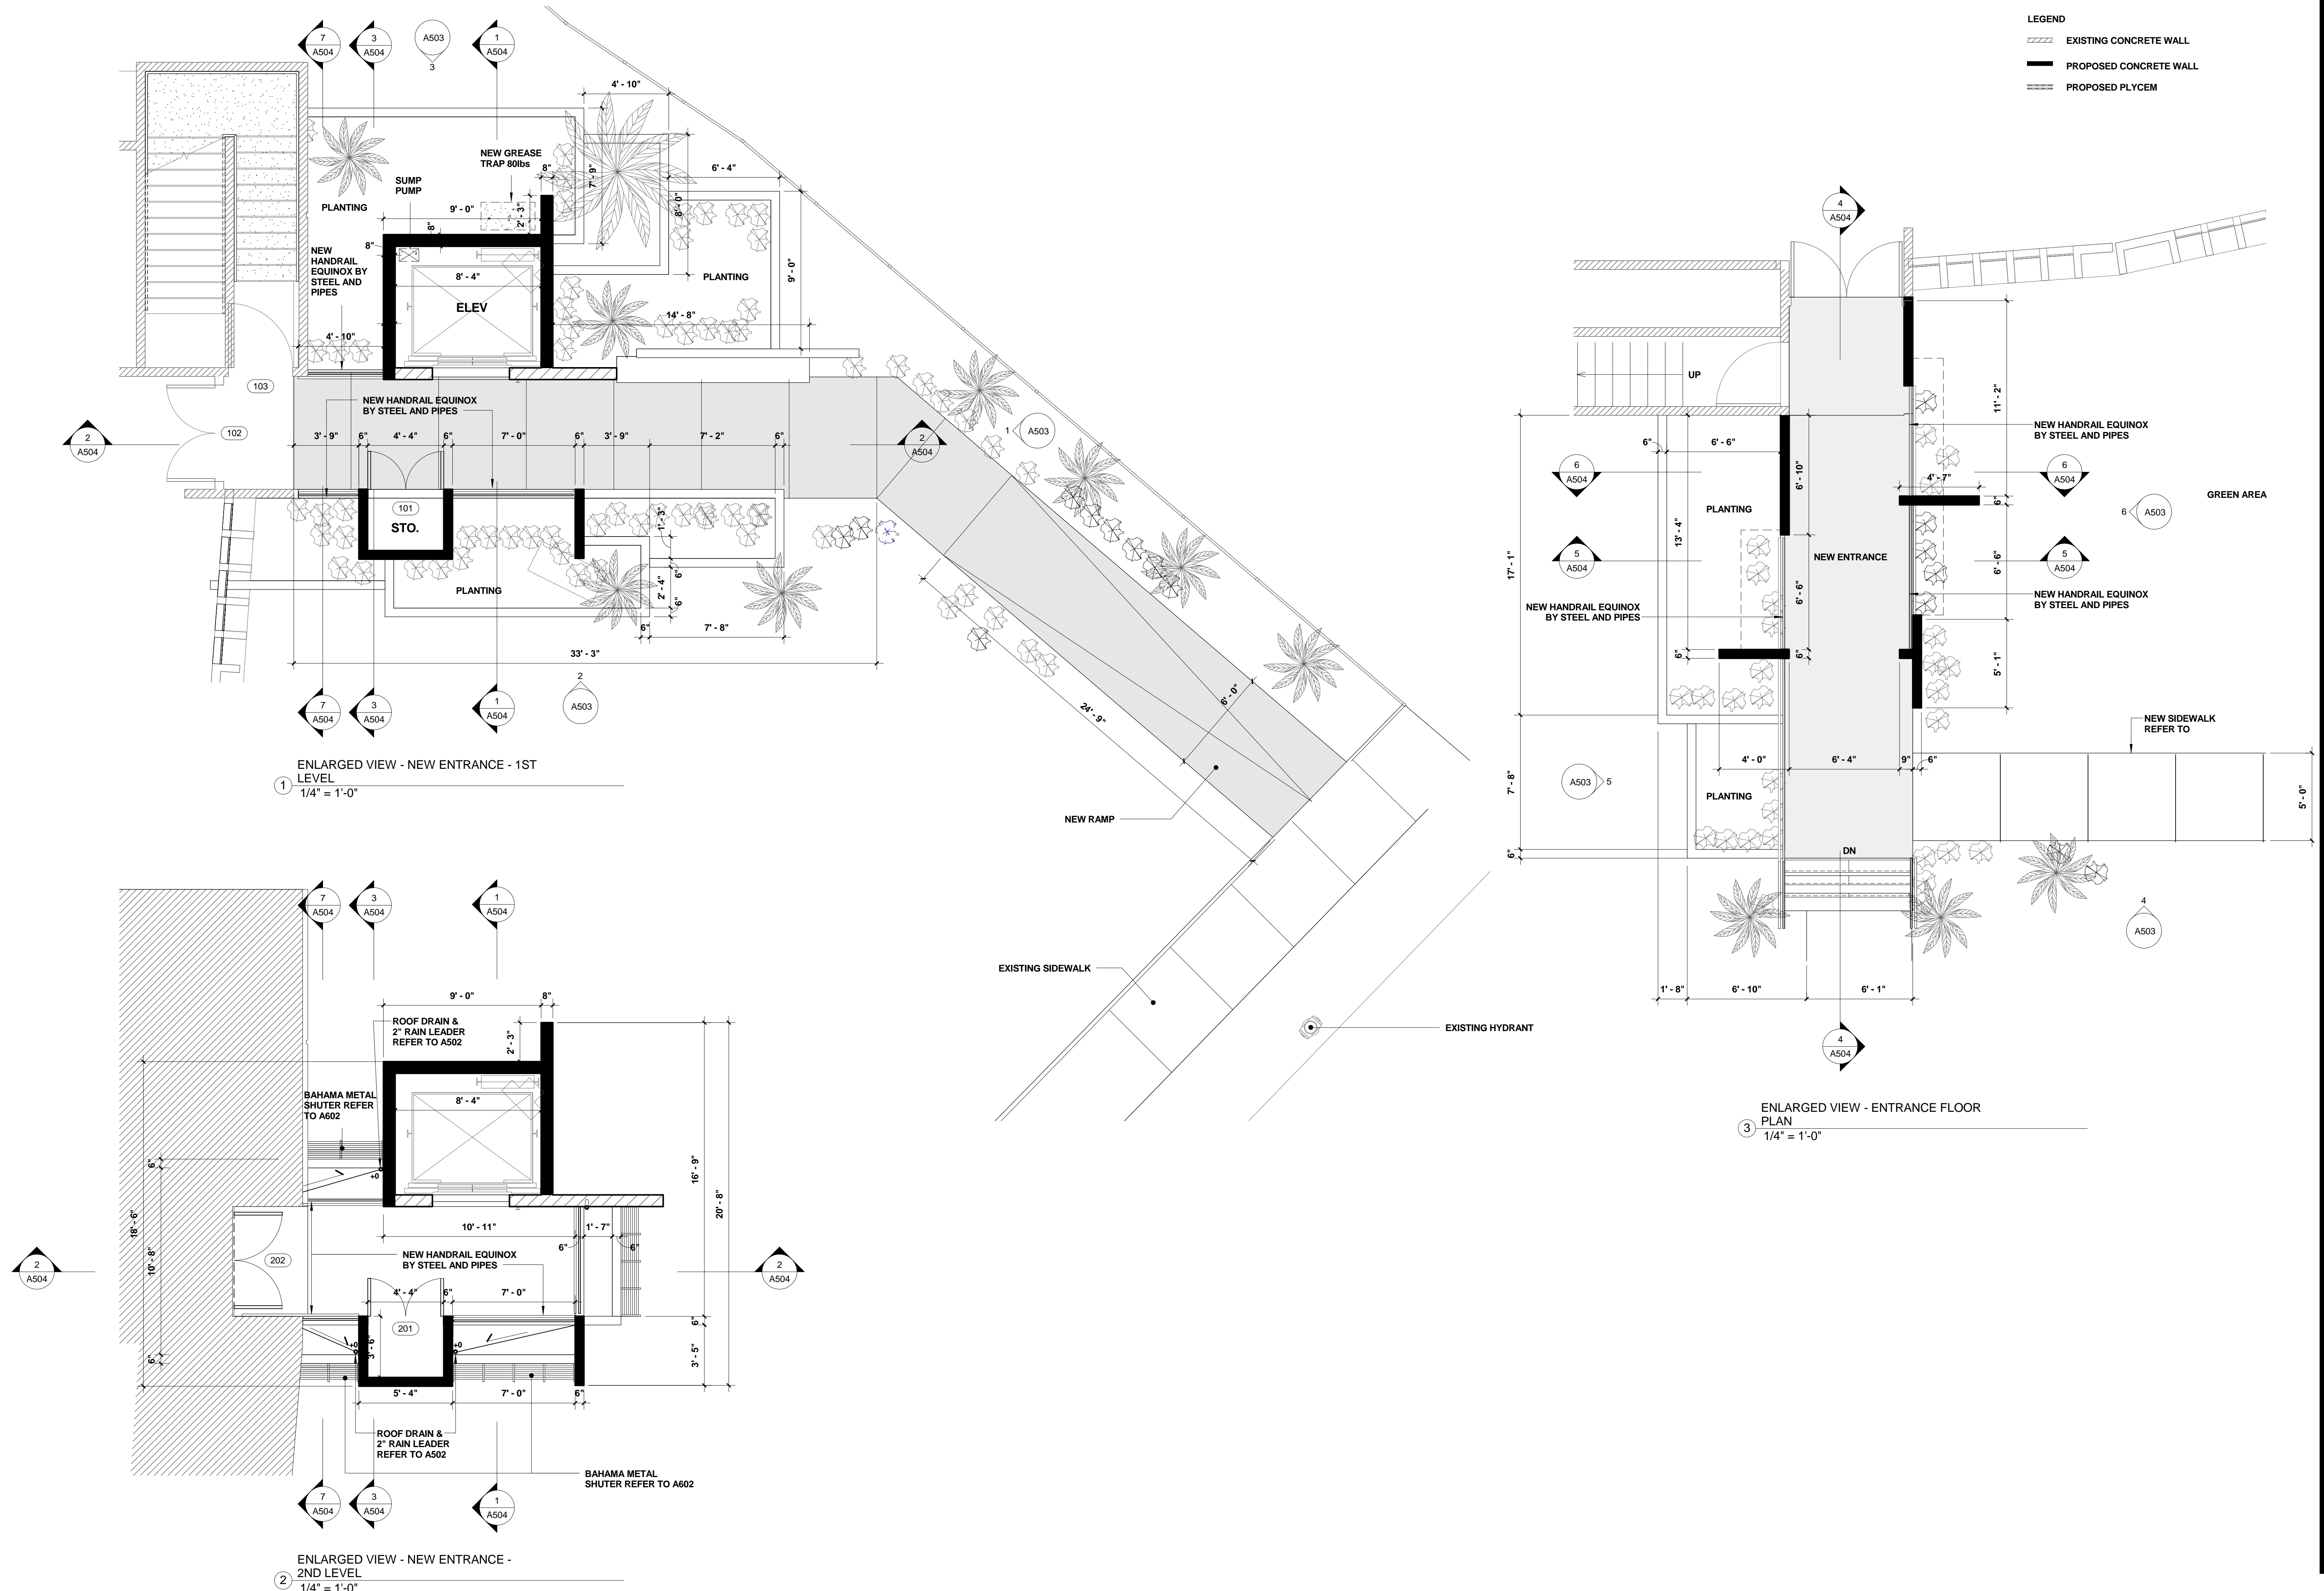 LEGEND
EXISTING CONCRETE WALL
PROPOSED CONCRETE WALL
PROPOSED PLYCEM
7
A504
3
A504
A503
3
1
A504
4' - 10"
NEW GREASE
TRAP 80lbs
8"
7' - 9"
6' - 4"
SUMP
PUMP
PLANTING
9' - 0"
2' - 3"
8' - 0"
8"
8"
NEW
HANDRAIL
EQUINOX BY
STEEL AND
PIPES
8' - 4"
ELEV
PLANTING
9' - 0"
14' - 8"
4' - 10"
103
NEW HANDRAIL EQUINOX
BY STEEL AND PIPES
102
2
A504
3' - 9"
6"
4' - 4"
6"
7' - 0"
6"
3' - 9"
7' - 2"
6"
2
A504
1
A503
101
STO.
1' - 3"
6"
2' - 4"
6"
PLANTING
6"
7' - 8"
33' - 3"
2
A503
7
A504
3
A504
1
A504
24' - 9"
6' - 0"
NEW RAMP
EXISTING SIDEWALK
EXISTING HYDRANT
ENLARGED VIEW - NEW ENTRANCE - 1ST
LEVEL
1
1/4" = 1'-0"
7
A504
3
A504
1
A504
9' - 0"
8"
ROOF DRAIN &
2" RAIN LEADER
REFER TO A502
2' - 3"
BAHAMA METAL
SHUTER REFER
TO A602
8' - 4"
6"
+0
16' - 9"
20' - 8"
18' - 6"
10' - 8"
10' - 11"
1' - 7"
6"
6"
2
A504
202
NEW HANDRAIL EQUINOX
BY STEEL AND PIPES
2
A504
4' - 4"
6"
7' - 0"
201
6"
+0
3' - 6"
+0
3' - 5"
6"
5' - 4"
7' - 0"
6"
ROOF DRAIN &
2" RAIN LEADER
REFER TO A502
BAHAMA METAL
SHUTER REFER TO A602
7
A504
3
A504
1
A504
ENLARGED VIEW - NEW ENTRANCE -
2ND LEVEL
2
1/4" = 1'-0"
4
A504
UP
11' - 2"
NEW HANDRAIL EQUINOX
BY STEEL AND PIPES
6"
6' - 6"
6
A504
6' - 10"
4' - 7"
6
A504
GREEN AREA
6"
6
A503
PLANTING
13' - 4"
17' - 1"
5
A504
NEW ENTRANCE
6' - 6"
5
A504
6' - 6"
NEW HANDRAIL EQUINOX
BY STEEL AND PIPES
NEW HANDRAIL EQUINOX
BY STEEL AND PIPES
6"
6"
5' - 1"
NEW SIDEWALK
REFER TO
4' - 0"
6' - 4"
9"
6"
A503
5
7' - 8"
PLANTING
5' - 0"
DN
6"
4
A503
1' - 8"
6' - 10"
6' - 1"
4
A504
ENLARGED VIEW - ENTRANCE FLOOR
PLAN
3
1/4" = 1'-0"